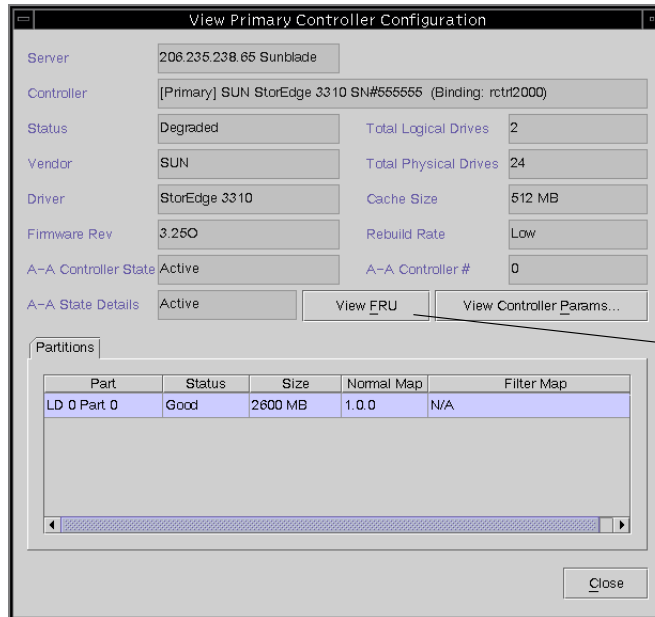 View Primary Controller Configuration
Server 206.235.238.65 Sunblade
Controller [Primary] SUN StorEdge 3310 SN#555555 (Binding: rctrl2000)
Status Degraded Total Logical Drives 2
Vendor SUN Total Physical Drives 24
Driver StorEdge 3310 Cache Size 512 MB
Firmware Rev 3.25O Rebuild Rate Low
A-A Controller State Active A-A Controller # 0
A-A State Details Active View FRU View Controller Params...
Partitions
Part Status Size Normal Map Filter Map
LD 0 Part 0 Good 2600 MB 1.0.0 N/A
Close